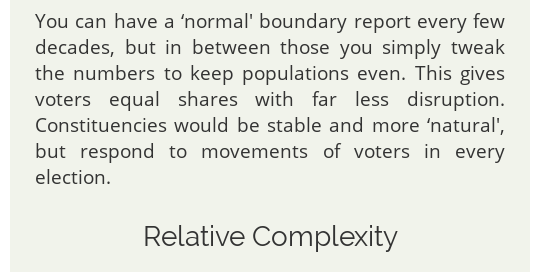 You can have a ‘normal' boundary report every few
decades, but in between those you simply tweak
the numbers to keep populations even. This gives
voters equal shares with far less disruption.
Constituencies would be stable and more ‘natural',
but respond to movements of voters in every
election.
Relative Complexity